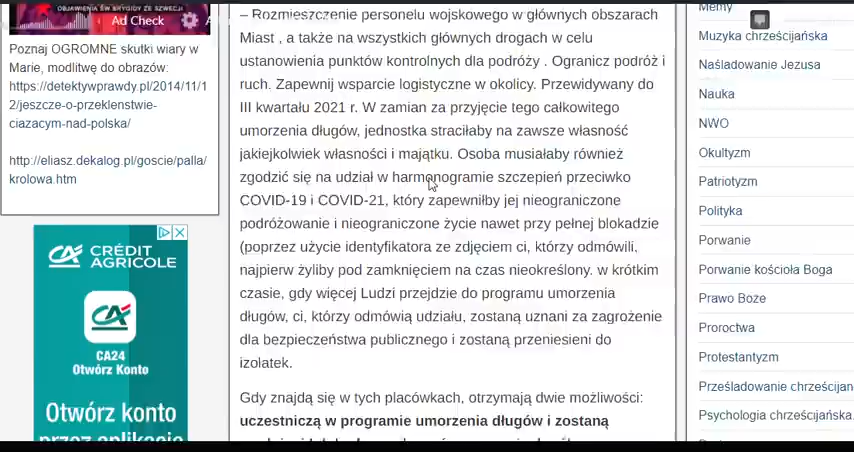 OBJAWIENIA ŚW BRYGIDY ZE SZWECJI
Ad Check
Poznaj OGROMNE skutki wiary w
Marie, modlitwę do obrazów:
https://detektywprawdy.pl/2014/11/1
2/jeszcze-o-przeklenstwie-
ciazacym-nad-polska/
http://eliasz.dekalog.pl/goscie/palla/
krolowa.htm
CRÉDIT
AGRICOLE
CA24
Otwórz Konto
Otwórz konto
przez aplikację
– Rozmieszczenie personelu wojskowego w głównych obszarach
Miast , a także na wszystkich głównych drogach w celu
ustanowienia punktów kontrolnych dla podróży . Ogranicz podróż i
ruch. Zapewnij wsparcie logistyczne w okolicy. Przewidywany do
III kwartału 2021 r. W zamian za przyjęcie tego całkowitego
umorzenia długów, jednostka straciłaby na zawsze własność
jakiejkolwiek własności i majątku. Osoba musiałaby również
zgodzić się na udział w harmonogramie szczepień przeciwko
COVID-19 i COVID-21, który zapewniłby jej nieograniczone
podróżowanie i nieograniczone życie nawet przy pełnej blokadzie
(poprzez użycie identyfikatora ze zdjęciem ci, którzy odmówili,
najpierw żyliby pod zamknięciem na czas nieokreślony. w krótkim
czasie, gdy więcej Ludzi przejdzie do programu umorzenia
długów, ci, którzy odmówią udziału, zostaną uznani za zagrożenie
dla bezpieczeństwa publicznego i zostaną przeniesieni do
izolatek.
Gdy znajdą się w tych placówkach, otrzymają dwie możliwości:
uczestniczą w programie umorzenia długów i zostaną
Memy
Muzyka chrześcijańska
Naśladowanie Jezusa
Nauka
NWO
Okultyzm
Patriotyzm
Polityka
Porwanie
Porwanie kościoła Boga
Prawo Boże
Proroctwa
Protestantyzm
Prześladowanie chrześcijan
Psychologia chrześcijańska